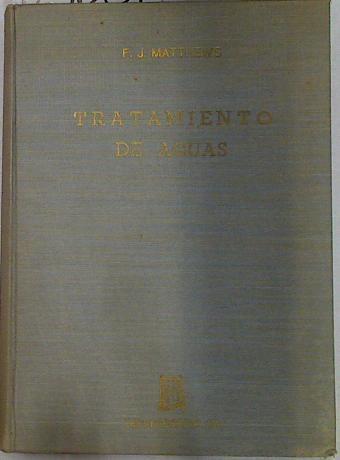 F. J. MATTHEWS
TRATAMIENTO
DE AGUAS